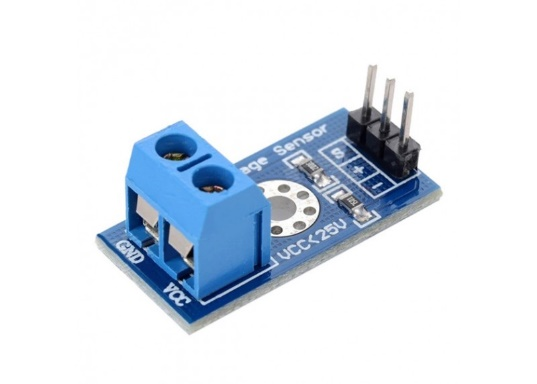 age Sensor
S
+
-
VCC<25V
GND
VCC